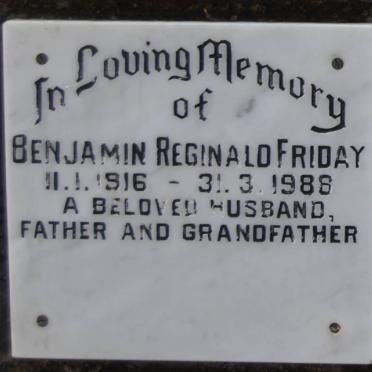 In Loving Memory
of
BENJAMIN REGINALD FRIDAY
11.1.1916 - 31.3.1988
A BELOVED HUSBAND,
FATHER AND GRANDFATHER